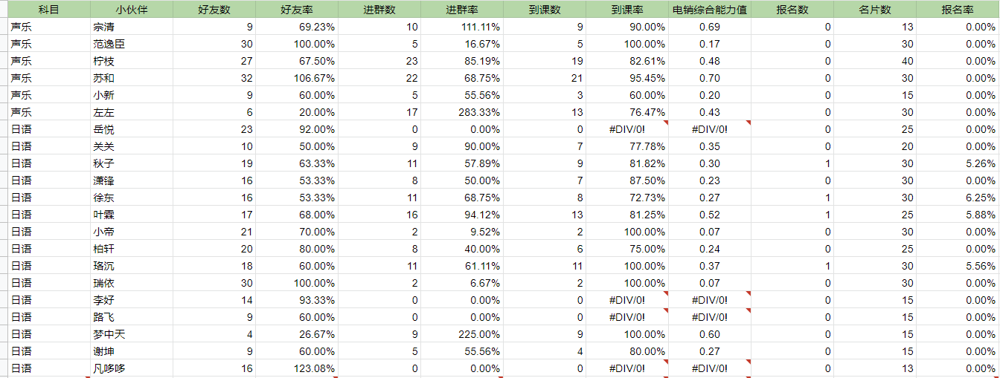 科目 小伙伴 好友数 好友率 进群数 进群率 到课数 到课率 电销综合能力值 报名数 名片数 报名率
声乐 宗清 9 69.23% 10 111.11% 9 90.00% 0.69 0 13 0.00%
声乐 范逸臣 30 100.00% 5 16.67% 5 100.00% 0.17 0 30 0.00%
声乐 柠枝 27 67.50% 23 85.19% 19 82.61% 0.48 0 40 0.00%
声乐 苏和 32 106.67% 22 68.75% 21 95.45% 0.70 0 30 0.00%
声乐 小新 9 60.00% 5 55.56% 3 60.00% 0.20 0 15 0.00%
声乐 左左 6 20.00% 17 283.33% 13 76.47% 0.43 0 30 0.00%
日语 岳悦 23 92.00% 0 0.00% 0 #DIV/0! #DIV/0! 0 25 0.00%
日语 关关 10 50.00% 9 90.00% 7 77.78% 0.35 0 20 0.00%
日语 秋子 19 63.33% 11 57.89% 9 81.82% 0.30 1 30 5.26%
日语 潇锋 16 53.33% 8 50.00% 7 87.50% 0.23 0 30 0.00%
日语 徐东 16 53.33% 11 68.75% 8 72.73% 0.27 1 30 6.25%
日语 叶霖 17 68.00% 16 94.12% 13 81.25% 0.52 1 25 5.88%
日语 小帝 21 70.00% 2 9.52% 2 100.00% 0.07 0 30 0.00%
日语 柏轩 20 80.00% 8 40.00% 6 75.00% 0.24 0 25 0.00%
日语 珞沉 18 60.00% 11 61.11% 11 100.00% 0.37 1 30 5.56%
日语 瑞依 30 100.00% 2 6.67% 2 100.00% 0.07 0 30 0.00%
日语 李好 14 93.33% 0 0.00% 0 #DIV/0! #DIV/0! 0 15 0.00%
日语 路飞 9 60.00% 0 0.00% 0 #DIV/0! #DIV/0! 0 15 0.00%
日语 梦中天 4 26.67% 9 225.00% 9 100.00% 0.60 0 15 0.00%
日语 谢坤 9 60.00% 5 55.56% 4 80.00% 0.27 0 15 0.00%
日语 凡哆哆 16 123.08% 0 0.00% 0 #DIV/0! #DIV/0! 0 13 0.00%